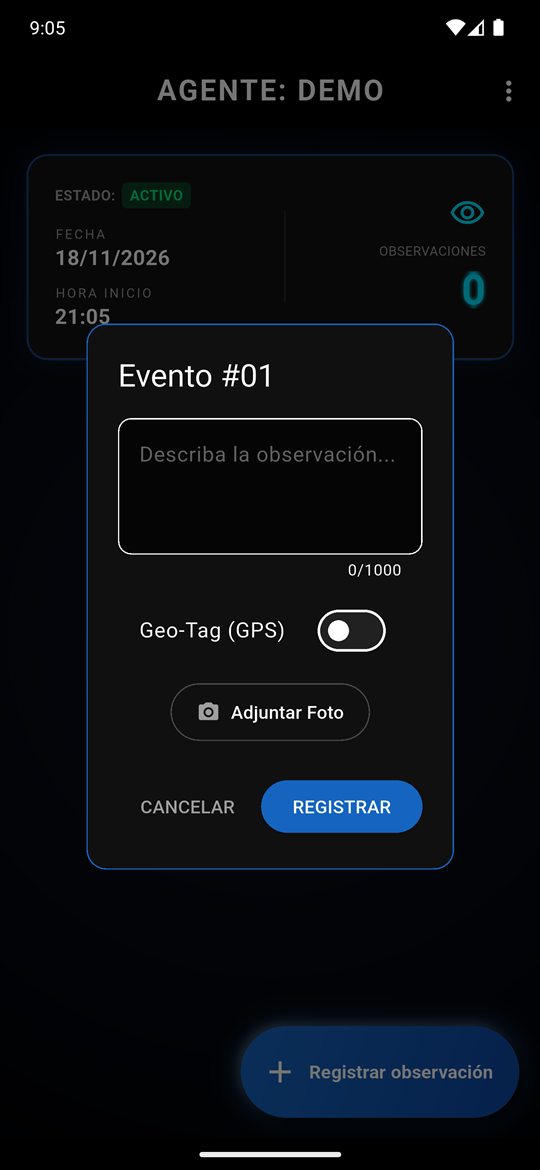 9:05
AGENTE: DEMO
ESTADO: ACTIVO
FECHA
18/11/2026
HORA INICIO
21:05
OBSERVACIONES
0
Evento #01
Describa la observación...
0/1000
Geo-Tag (GPS)
Adjuntar Foto
CANCELAR
REGISTRAR
Registrar observación